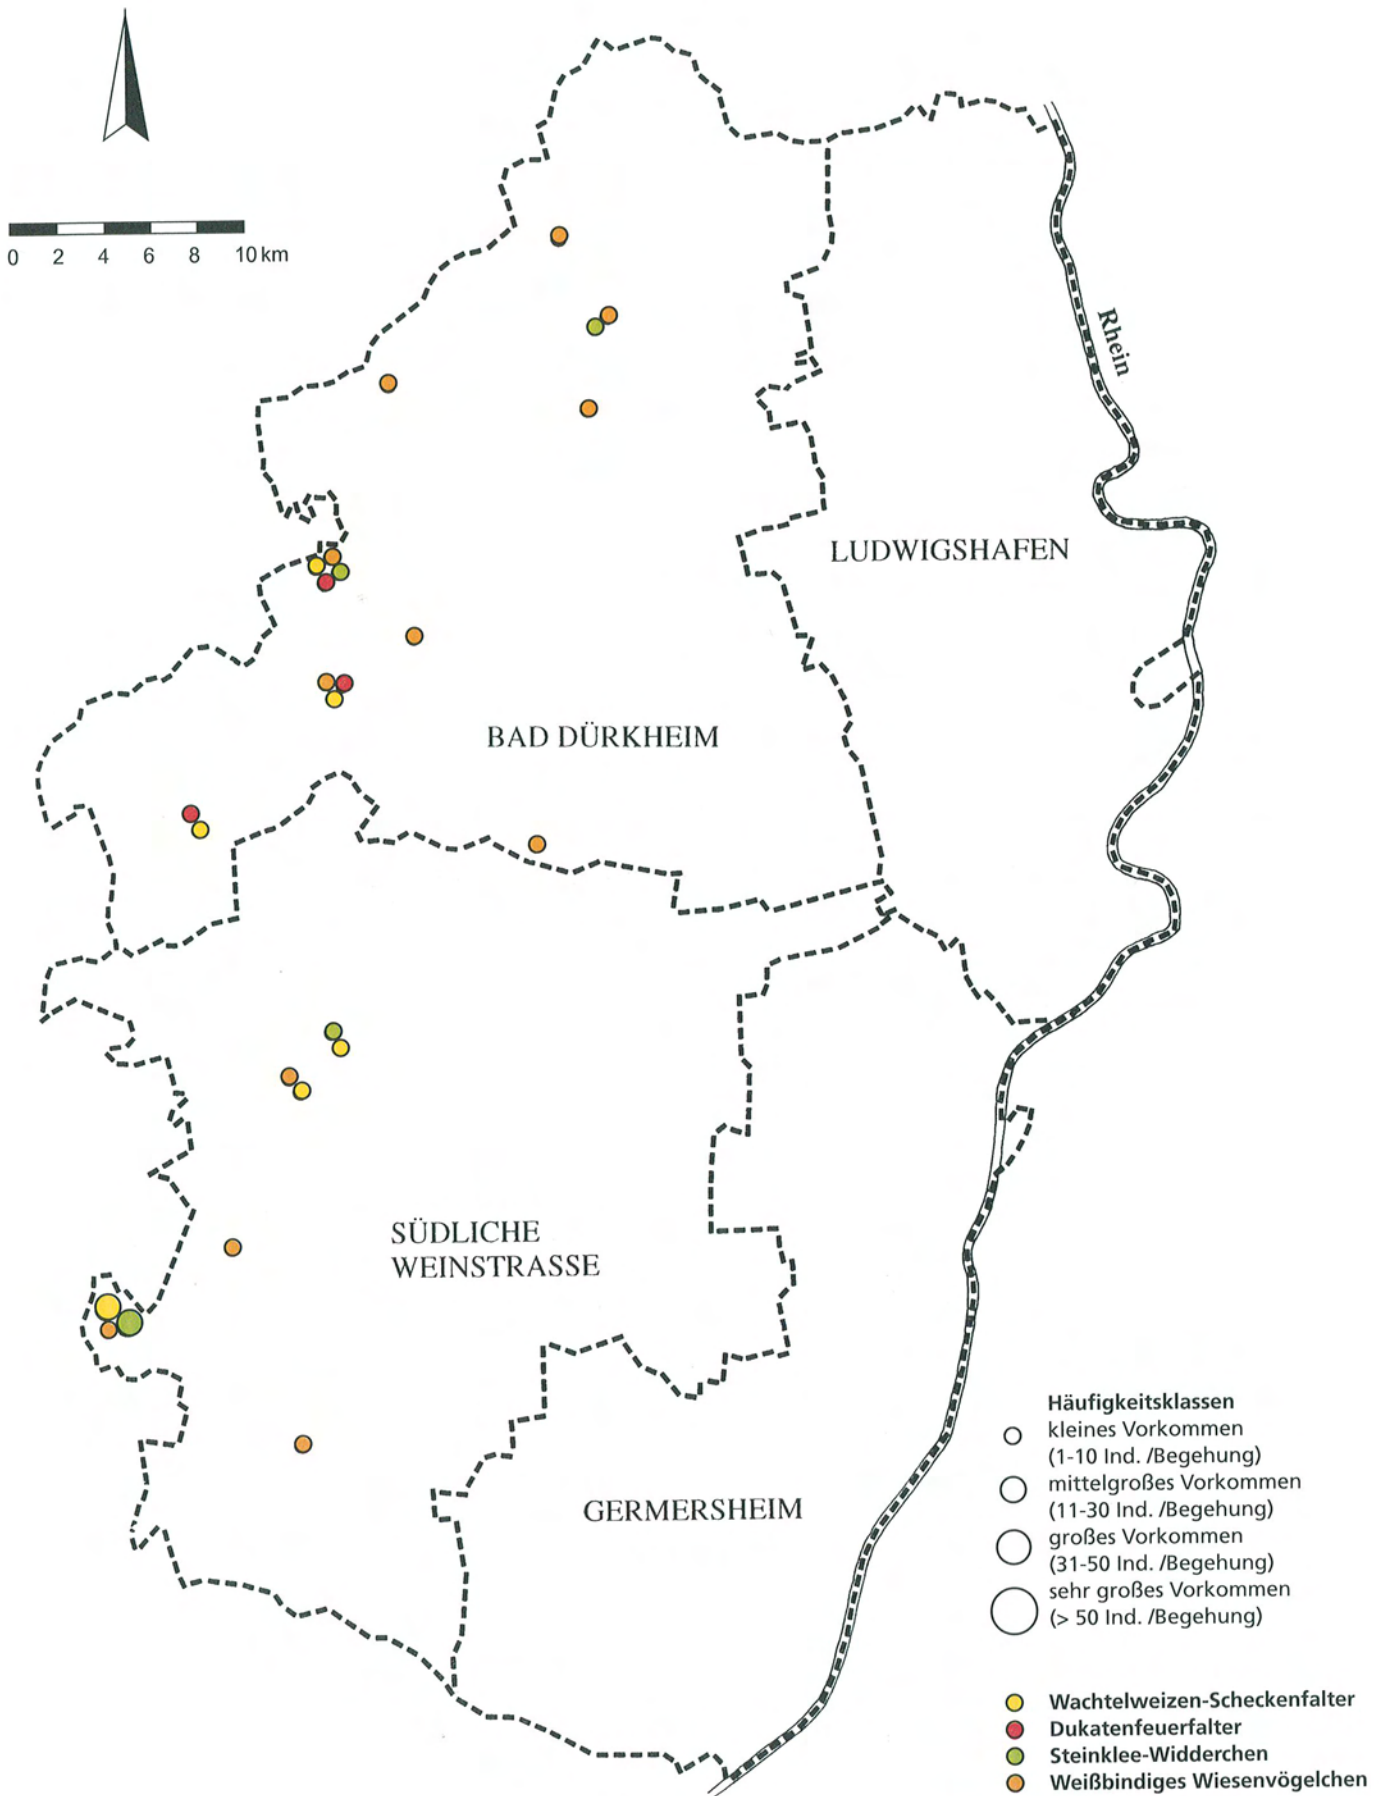 0 2 4 6 8 10 km
Rhein
LUDWIGSHAFEN
BAD DÜRKHEIM
SÜDLICHE
WEINSTRASSE
GERMERSHEIM
Häufigkeitsklassen
kleines Vorkommen
(1-10 Ind. /Begehung)
mittelgroßes Vorkommen
(11-30 Ind. /Begehung)
großes Vorkommen
(31-50 Ind. /Begehung)
sehr großes Vorkommen
(> 50 Ind. /Begehung)
Wachtelweizen-Scheckenfalter
Dukatenfeuerfalter
Steinklee-Widderchen
Weißbindiges Wiesenvögelchen